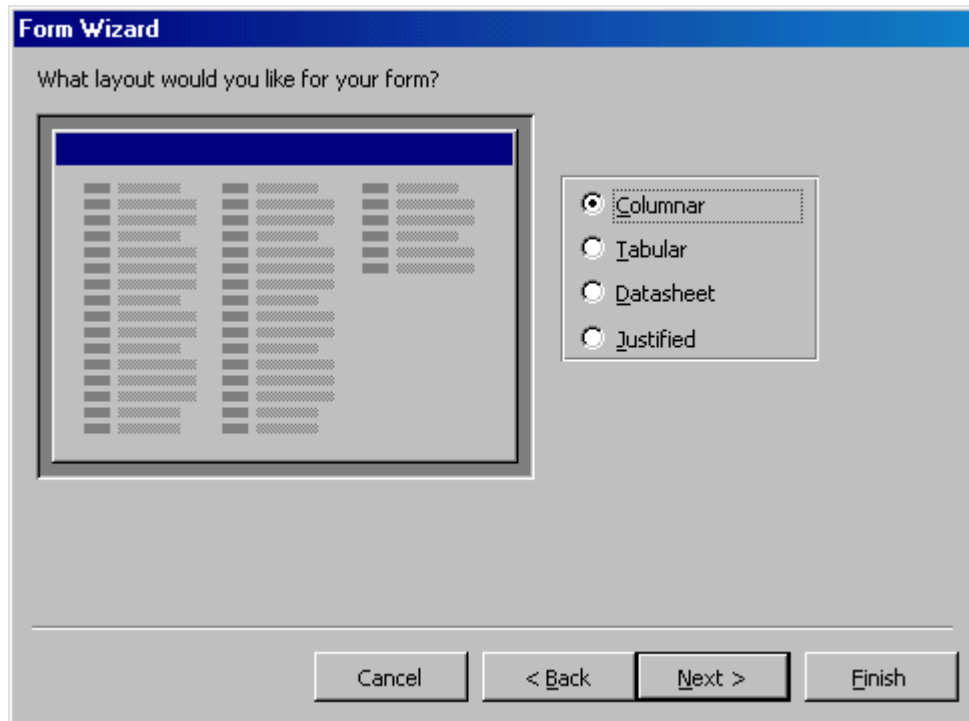 Form Wizard
What layout would you like for your form?
Columnar
Tabular
Datasheet
Justified
Cancel
< Back
Next >
Finish